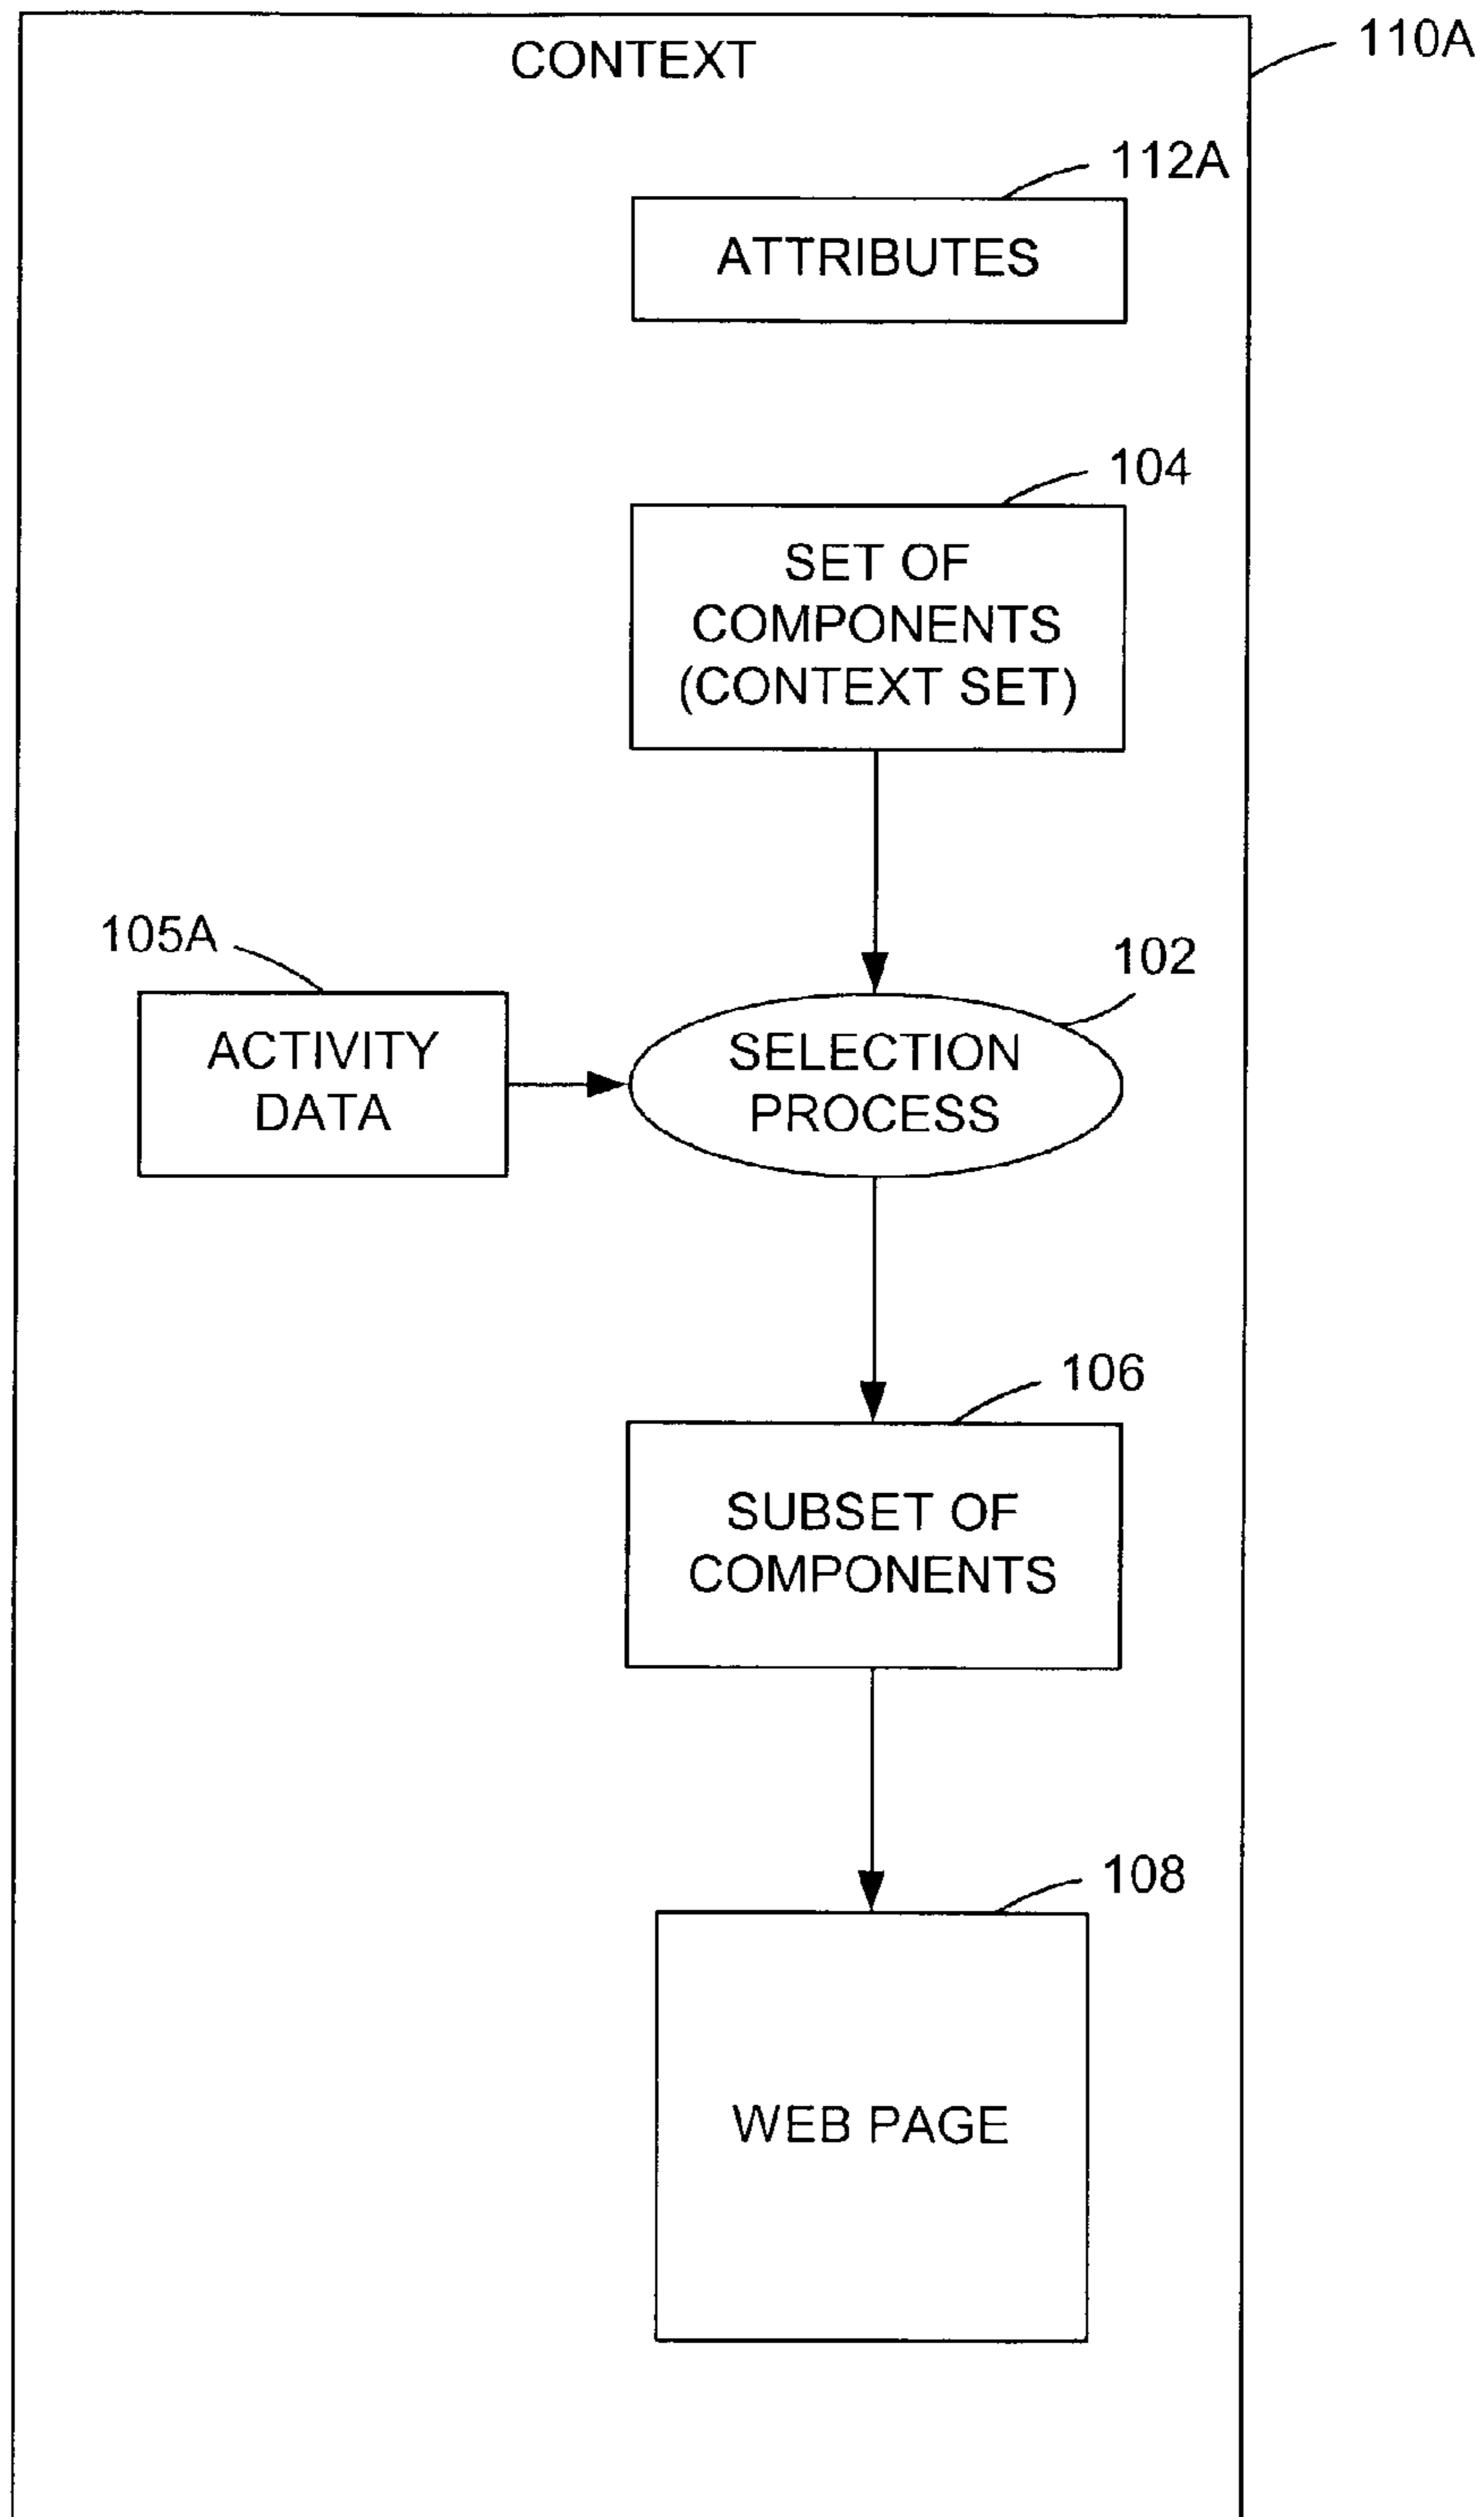 CONTEXT
110A
112A
ATTRIBUTES
104
SET OF
COMPONENTS
(CONTEXT SET)
105A
102
ACTIVITY
DATA
SELECTION
PROCESS
106
SUBSET OF
COMPONENTS
108
WEB PAGE